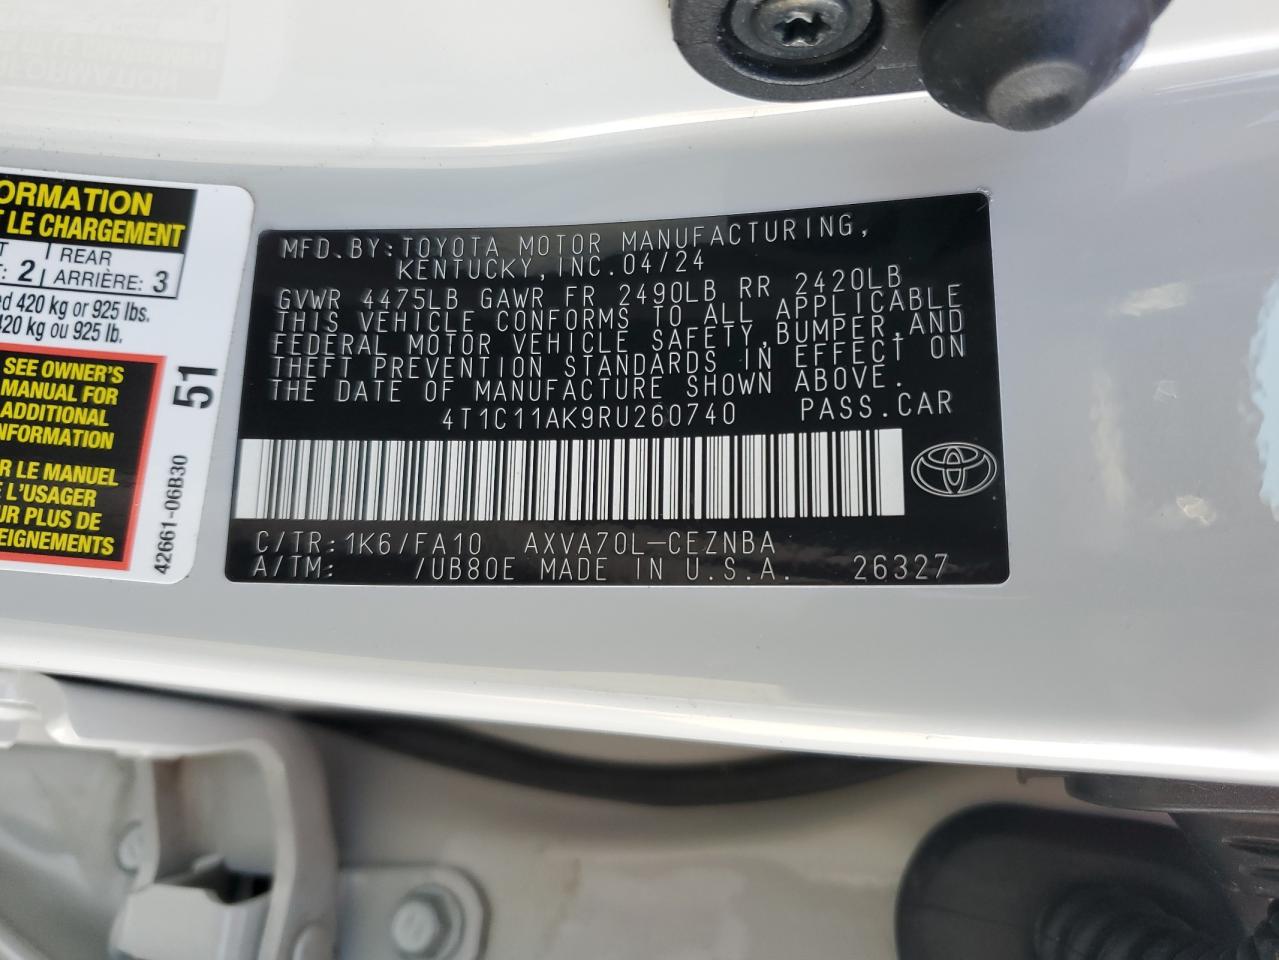 ORMATION
T LE CHARGEMENT
2
REAR
ARRIÈRE: 3
420 kg or 925 lbs.
420 kg ou 925 lb.
SEE OWNER'S
MANUAL FOR
ADDITIONAL
NFORMATION
R LE MANUEL
L'USAGER
UR PLUS DE
EIGNEMENTS
51
42661-06B30
MFD.BY:TOYOTA MOTOR MANUFACTURING,
KENTUCKY,INC.04/24
GVWR 4475LB GAWR FR 2490LB RR 2420LB
THIS VEHICLE CONFORMS TO ALL APPLICABLE
FEDERAL MOTOR VEHICLE SAFETY,BUMPER,AND
THEFT PREVENTION STANDARDS IN EFFECT ON
THE DATE OF MANUFACTURE SHOWN ABOVE.
4T1C11AK9RU260740 PASS.CAR
C/TR:1K6/FA10 AXVA70L-CEZNBA
A/TM: /UB80E MADE IN U.S.A. 26327